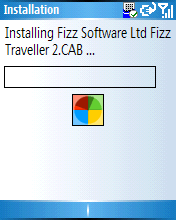 Installation
Installing Fizz Software Ltd Fizz
Traveller 2.CAB ...